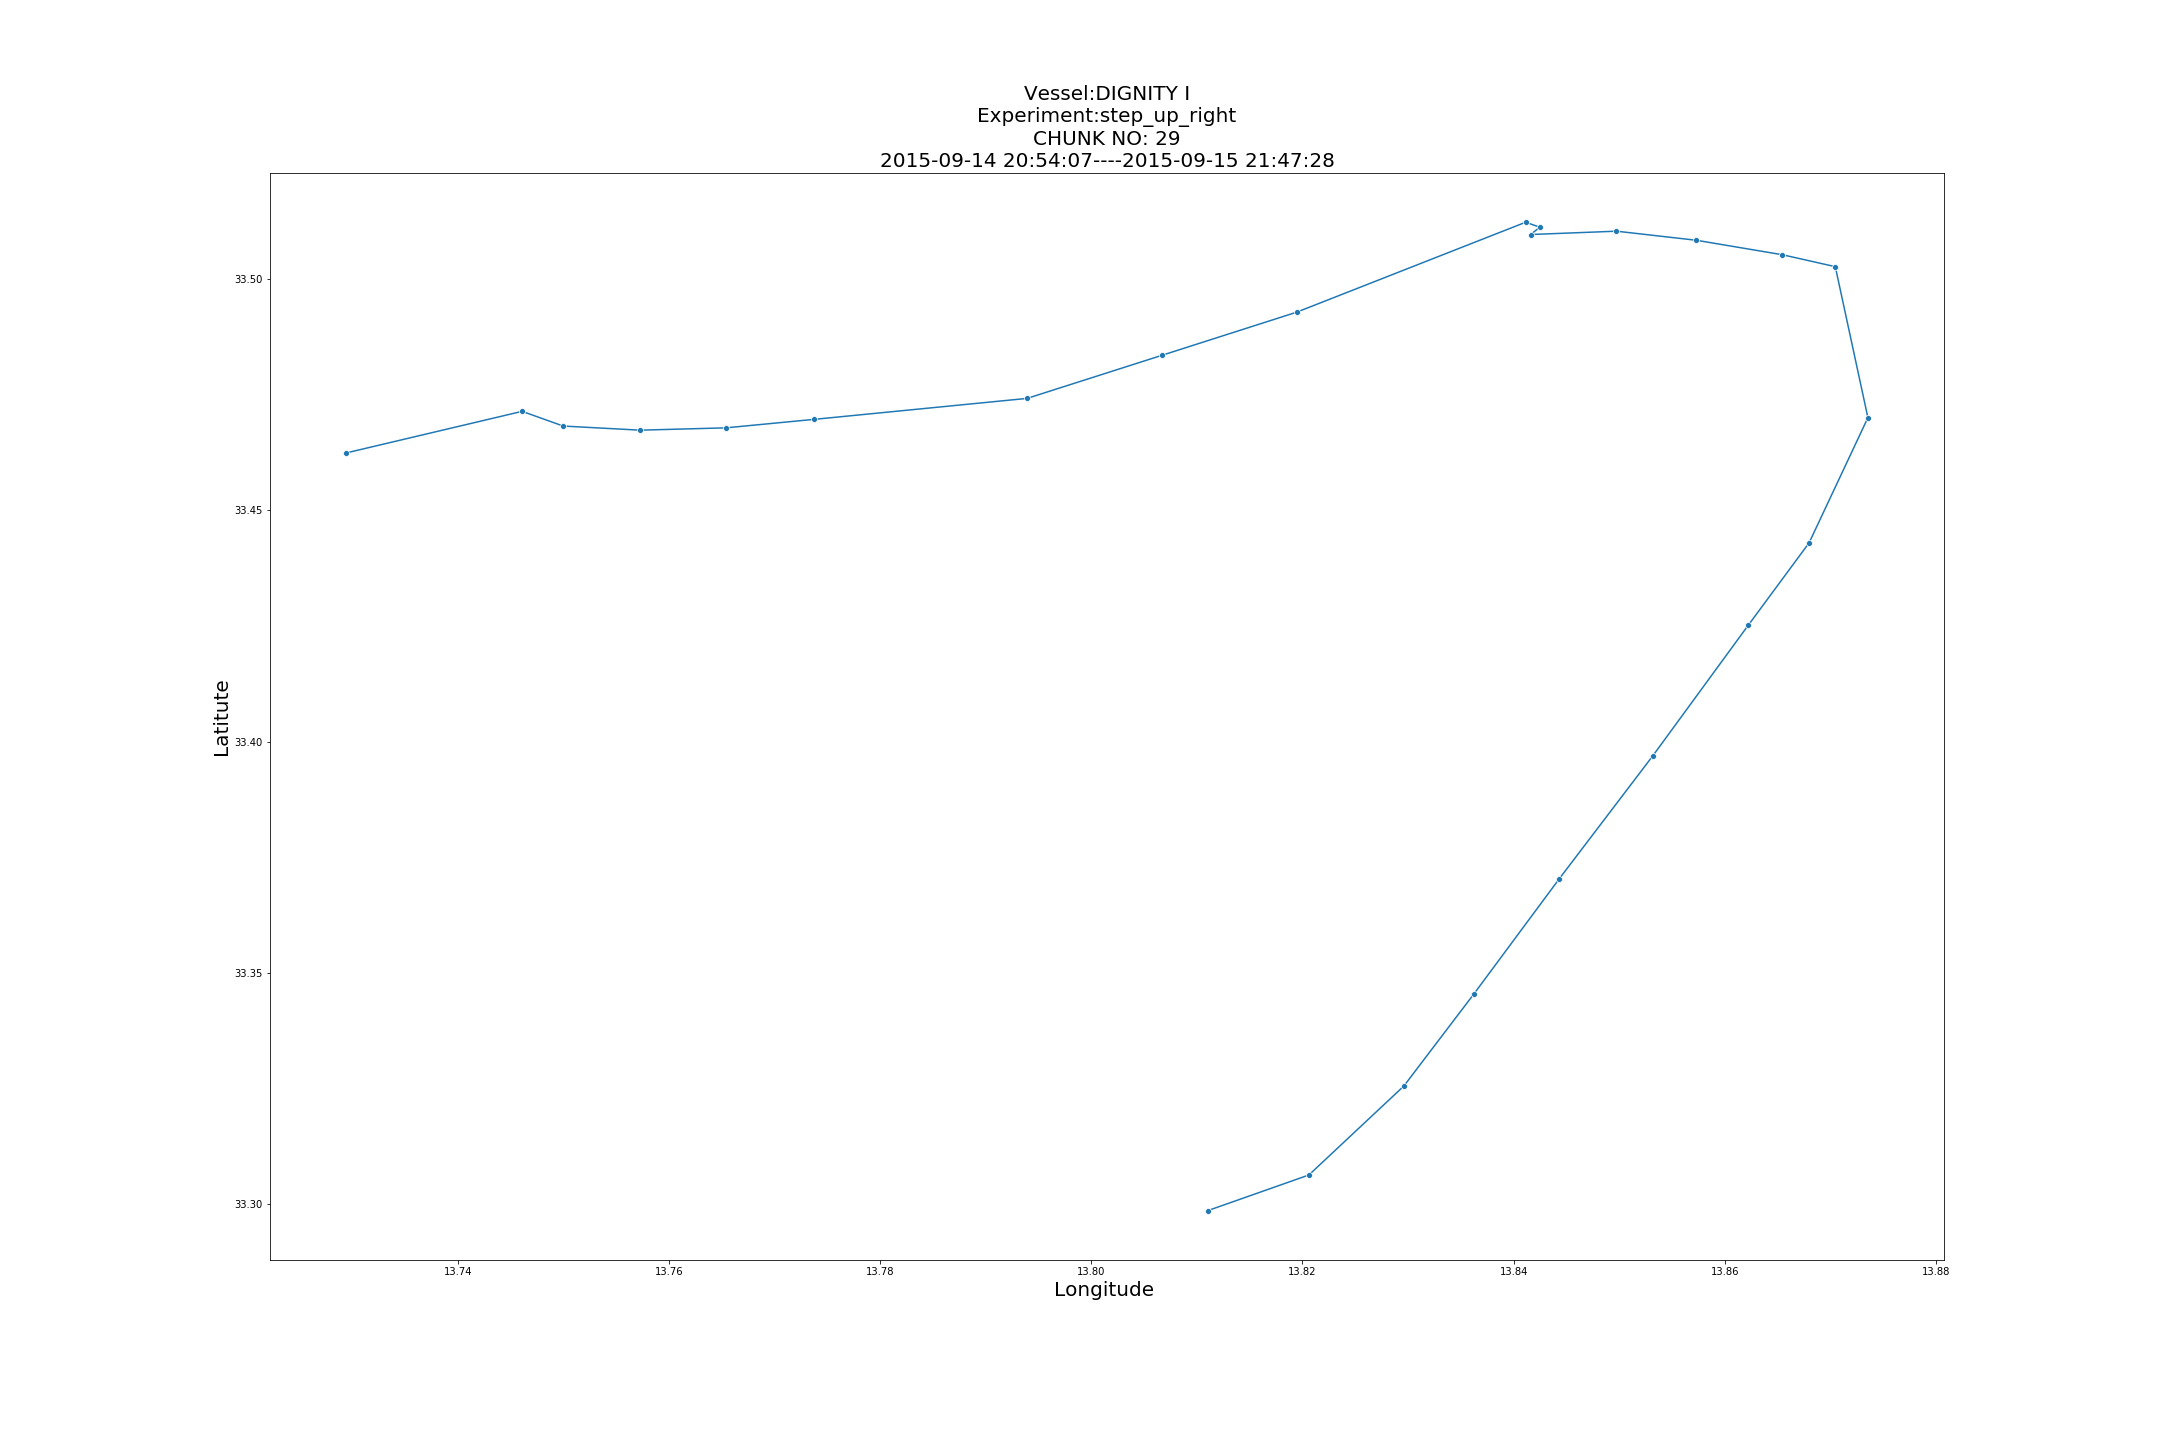 Vessel:DIGNITY I
Experiment:step_up_right
CHUNK NO: 29
2015-09-14 20:54:07----2015-09-15 21:47:28
Latitute
33.50
33.45
33.40
33.35
33.30
13.74 13.76 13.78 13.80 13.82 13.84 13.86 13.88
Longitude